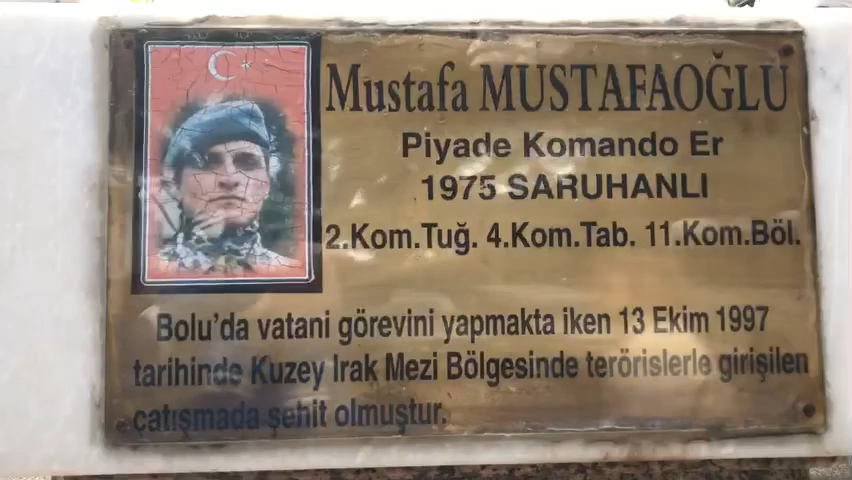 Mustafa MUSTAFAOĞLU
Piyade Komando Er
1975 SARUHANLI
2.Kom.Tuğ. 4.Kom.Tab. 11.Kom.Böl.
Bolu'da vatani görevini yapmakta iken 13 Ekim 1997
tarihinde Kuzey Irak Mezi Bölgesinde terörislerle girişilen
catışmada şehit olmuştur.